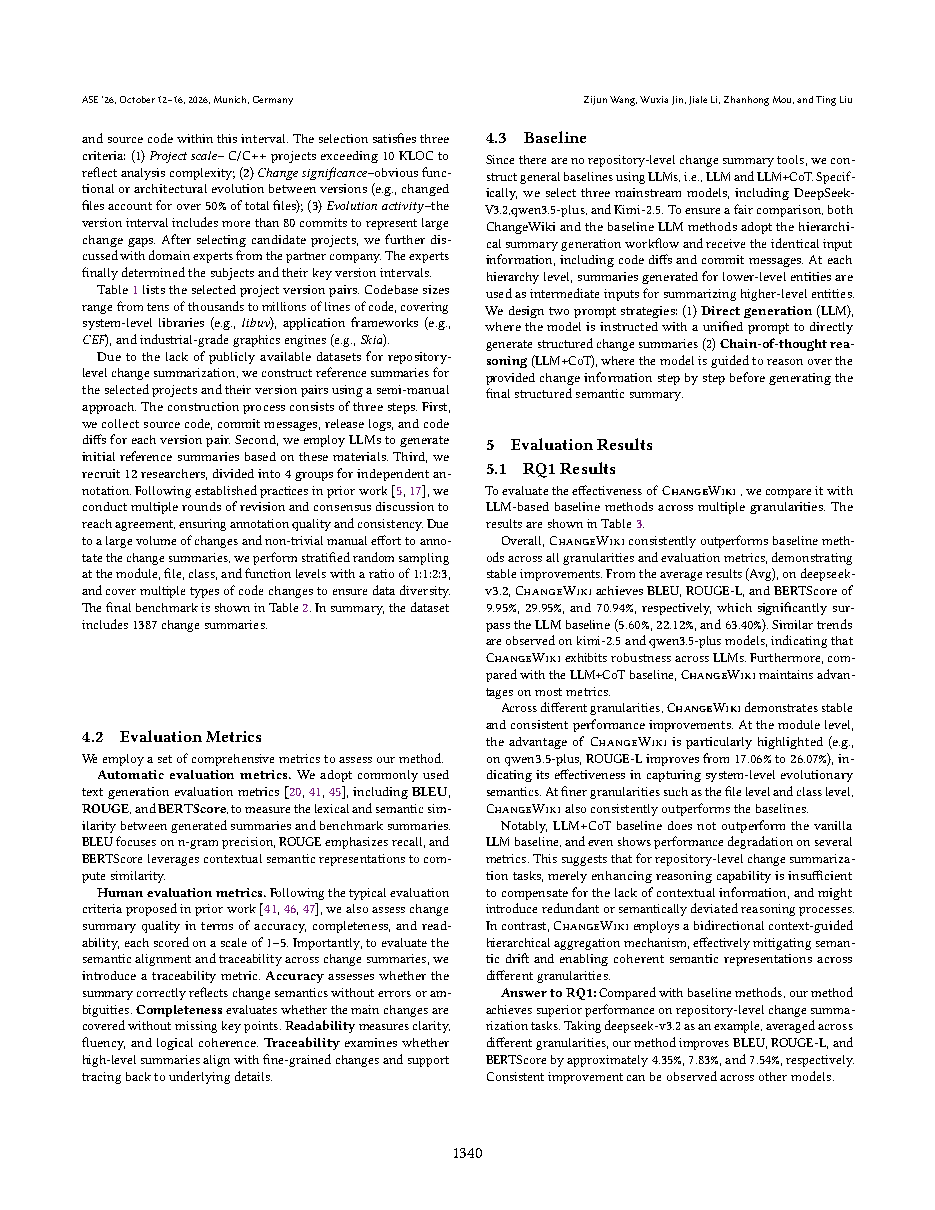 ASE '26, October 12–16, 2026, Munich, Germany
Zijun Wang, Wuxia Jin, Jiale Li, Zhanhong Mou, and Ting Liu
and source code within this interval. The selection satisfies three
criteria: (1) Project scale– C/C++ projects exceeding 10 KLOC to
reflect analysis complexity; (2) Change significance–obvious func-
tional or architectural evolution between versions (e.g., changed
files account for over 50% of total files); (3) Evolution activity–the
version interval includes more than 80 commits to represent large
change gaps. After selecting candidate projects, we further dis-
cussed with domain experts from the partner company. The experts
finally determined the subjects and their key version intervals.
Table 1 lists the selected project version pairs. Codebase sizes
range from tens of thousands to millions of lines of code, covering
system-level libraries (e.g., libuv), application frameworks (e.g.,
CEF), and industrial-grade graphics engines (e.g., Skia).
Due to the lack of publicly available datasets for repository-
level change summarization, we construct reference summaries for
the selected projects and their version pairs using a semi-manual
approach. The construction process consists of three steps. First,
we collect source code, commit messages, release logs, and code
diffs for each version pair. Second, we employ LLMs to generate
initial reference summaries based on these materials. Third, we
recruit 12 researchers, divided into 4 groups for independent an-
notation. Following established practices in prior work [5, 17], we
conduct multiple rounds of revision and consensus discussion to
reach agreement, ensuring annotation quality and consistency. Due
to a large volume of changes and non-trivial manual effort to anno-
tate the change summaries, we perform stratified random sampling
at the module, file, class, and function levels with a ratio of 1:1:2:3,
and cover multiple types of code changes to ensure data diversity.
The final benchmark is shown in Table 2. In summary, the dataset
includes 1387 change summaries.
4.2 Evaluation Metrics
We employ a set of comprehensive metrics to assess our method.
Automatic evaluation metrics. We adopt commonly used
text generation evaluation metrics [20, 41, 45], including BLEU,
ROUGE, and BERTScore, to measure the lexical and semantic sim-
ilarity between generated summaries and benchmark summaries.
BLEU focuses on n-gram precision, ROUGE emphasizes recall, and
BERTScore leverages contextual semantic representations to com-
pute similarity.
Human evaluation metrics. Following the typical evaluation
criteria proposed in prior work [41, 46, 47], we also assess change
summary quality in terms of accuracy, completeness, and read-
ability, each scored on a scale of 1–5. Importantly, to evaluate the
semantic alignment and traceability across change summaries, we
introduce a traceability metric. Accuracy assesses whether the
summary correctly reflects change semantics without errors or am-
biguities. Completeness evaluates whether the main changes are
covered without missing key points. Readability measures clarity,
fluency, and logical coherence. Traceability examines whether
high-level summaries align with fine-grained changes and support
tracing back to underlying details.
4.3 Baseline
Since there are no repository-level change summary tools, we con-
struct general baselines using LLMs, i.e., LLM and LLM+CoT. Specif-
ically, we select three mainstream models, including DeepSeek-
V3.2,qwen3.5-plus, and Kimi-2.5. To ensure a fair comparison, both
ChangeWiki and the baseline LLM methods adopt the hierarchi-
cal summary generation workflow and receive the identical input
information, including code diffs and commit messages. At each
hierarchy level, summaries generated for lower-level entities are
used as intermediate inputs for summarizing higher-level entities.
We design two prompt strategies: (1) Direct generation (LLM),
where the model is instructed with a unified prompt to directly
generate structured change summaries (2) Chain-of-thought rea-
soning (LLM+CoT), where the model is guided to reason over the
provided change information step by step before generating the
final structured semantic summary.
5 Evaluation Results
5.1 RQ1 Results
To evaluate the effectiveness of ChangeWiki , we compare it with
LLM-based baseline methods across multiple granularities. The
results are shown in Table 3.
Overall, ChangeWiki consistently outperforms baseline meth-
ods across all granularities and evaluation metrics, demonstrating
stable improvements. From the average results (Avg), on deepseek-
v3.2, ChangeWiki achieves BLEU, ROUGE-L, and BERTScore of
9.95%, 29.95%, and 70.94%, respectively, which significantly sur-
pass the LLM baseline (5.60%, 22.12%, and 63.40%). Similar trends
are observed on kimi-2.5 and qwen3.5-plus models, indicating that
ChangeWiki exhibits robustness across LLMs. Furthermore, com-
pared with the LLM+CoT baseline, ChangeWiki maintains advan-
tages on most metrics.
Across different granularities, ChangeWiki demonstrates stable
and consistent performance improvements. At the module level,
the advantage of ChangeWiki is particularly highlighted (e.g.,
on qwen3.5-plus, ROUGE-L improves from 17.06% to 26.07%), in-
dicating its effectiveness in capturing system-level evolutionary
semantics. At finer granularities such as the file level and class level,
ChangeWiki also consistently outperforms the baselines.
Notably, LLM+CoT baseline does not outperform the vanilla
LLM baseline, and even shows performance degradation on several
metrics. This suggests that for repository-level change summariza-
tion tasks, merely enhancing reasoning capability is insufficient
to compensate for the lack of contextual information, and might
introduce redundant or semantically deviated reasoning processes.
In contrast, ChangeWiki employs a bidirectional context-guided
hierarchical aggregation mechanism, effectively mitigating seman-
tic drift and enabling coherent semantic representations across
different granularities.
Answer to RQ1: Compared with baseline methods, our method
achieves superior performance on repository-level change summa-
rization tasks. Taking deepseek-v3.2 as an example, averaged across
different granularities, our method improves BLEU, ROUGE-L, and
BERTScore by approximately 4.35%, 7.83%, and 7.54%, respectively.
Consistent improvement can be observed across other models.
1340